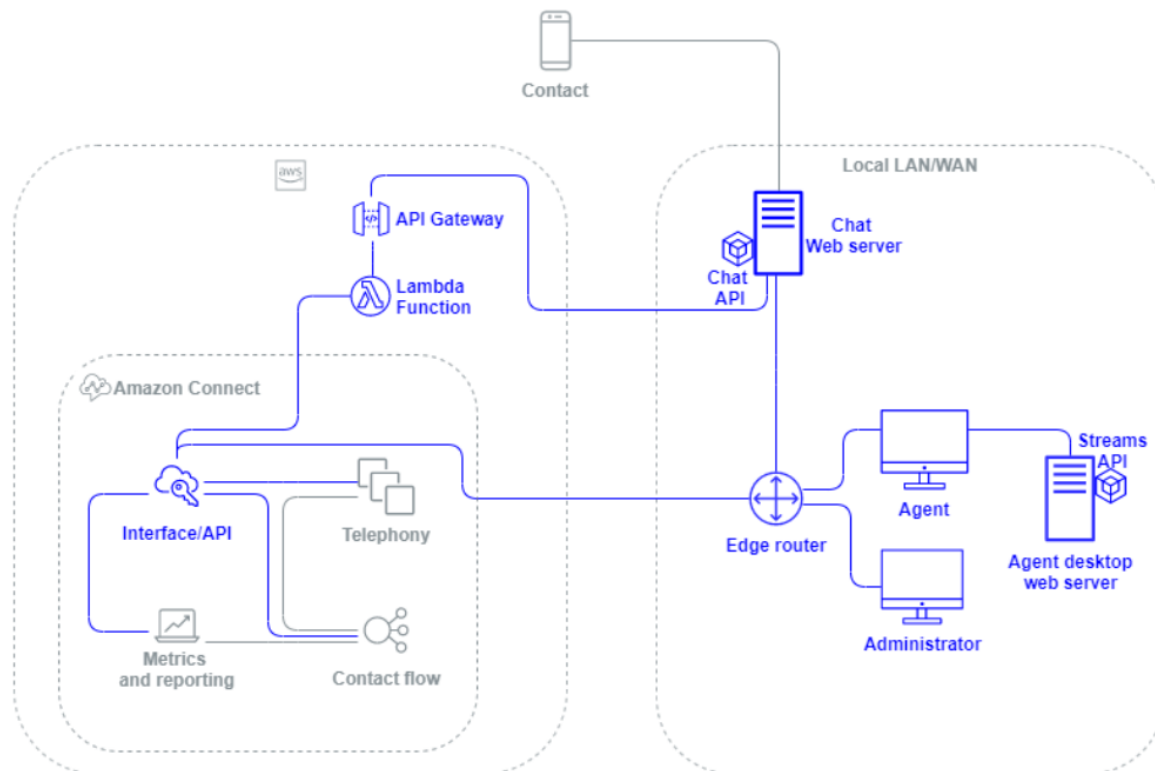 Contact
aws
Local LAN/WAN
API Gateway
Chat
Web server
Chat
API
Lambda
Function
Amazon Connect
Interface/API
Telephony
Metrics
and reporting
Contact flow
Edge router
Agent
Streams
API
Agent desktop
web server
Administrator